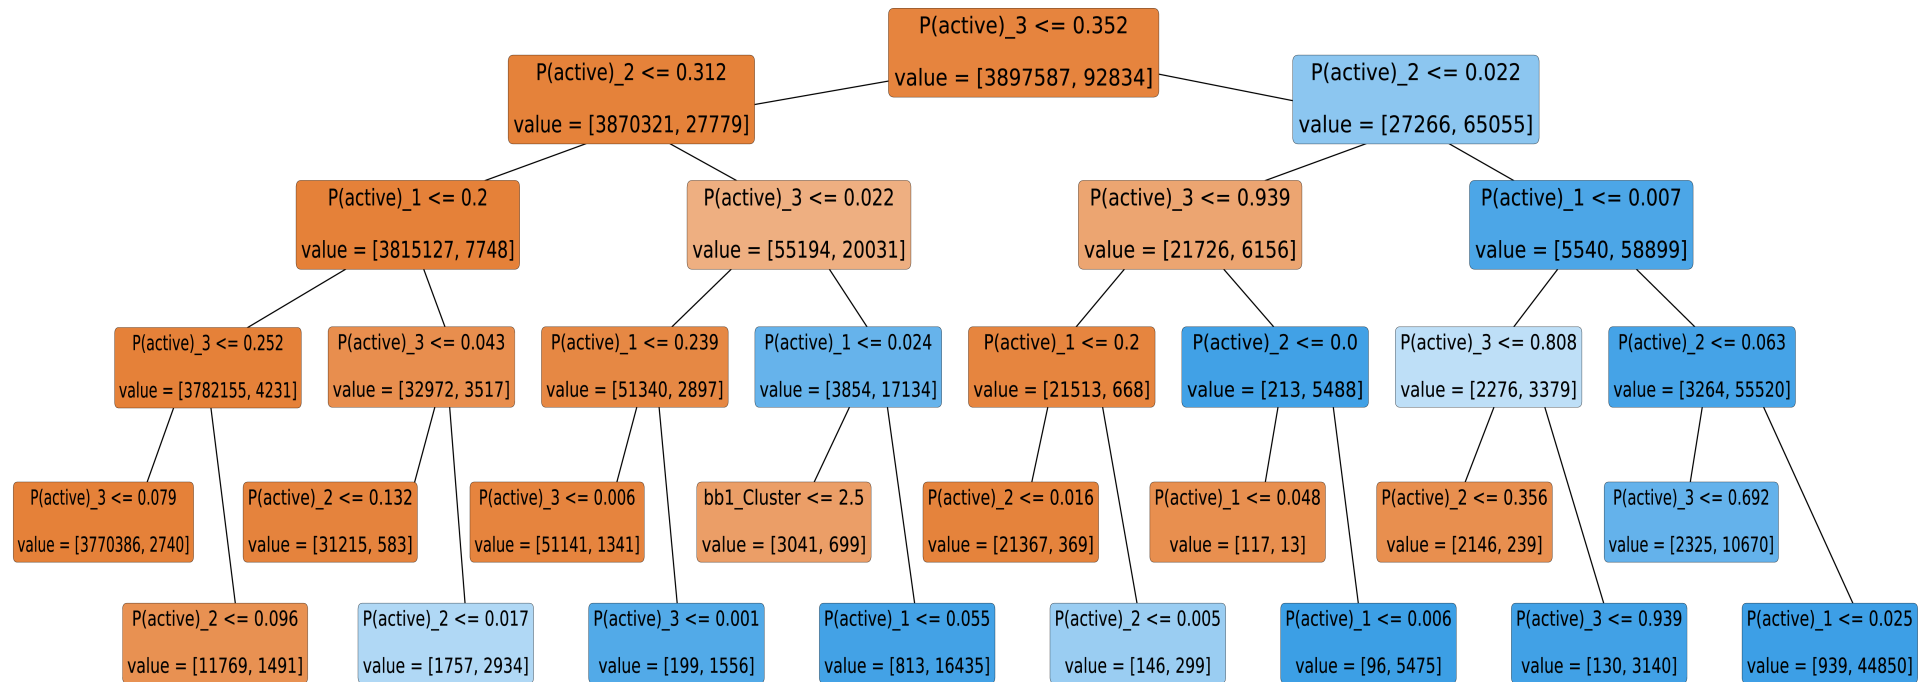 P(active)_3 <= 0.352
value = [3897587, 92834]
P(active)_2 <= 0.312
value = [3870321, 27779]
P(active)_2 <= 0.022
value = [27266, 65055]
P(active)_1 <= 0.2
value = [3815127, 7748]
P(active)_3 <= 0.022
value = [55194, 20031]
P(active)_3 <= 0.939
value = [21726, 6156]
P(active)_1 <= 0.007
value = [5540, 58899]
P(active)_3 <= 0.252
value = [3782155, 4231]
P(active)_3 <= 0.043
value = [32972, 3517]
P(active)_1 <= 0.239
value = [51340, 2897]
P(active)_1 <= 0.024
value = [3854, 17134]
P(active)_1 <= 0.2
value = [21513, 668]
P(active)_2 <= 0.0
value = [213, 5488]
P(active)_3 <= 0.808
value = [2276, 3379]
P(active)_2 <= 0.063
value = [3264, 55520]
P(active)_3 <= 0.079
value = [3770386, 2740]
P(active)_2 <= 0.132
value = [31215, 583]
P(active)_3 <= 0.006
value = [51141, 1341]
bb1_Cluster <= 2.5
value = [3041, 699]
P(active)_2 <= 0.016
value = [21367, 369]
P(active)_1 <= 0.048
value = [117, 13]
P(active)_2 <= 0.356
value = [2146, 239]
P(active)_3 <= 0.692
value = [2325, 10670]
P(active)_2 <= 0.096
value = [11769, 1491]
P(active)_2 <= 0.017
value = [1757, 2934]
P(active)_3 <= 0.001
value = [199, 1556]
P(active)_1 <= 0.055
value = [813, 16435]
P(active)_2 <= 0.005
value = [146, 299]
P(active)_1 <= 0.006
value = [96, 5475]
P(active)_3 <= 0.939
value = [130, 3140]
P(active)_1 <= 0.025
value = [939, 44850]